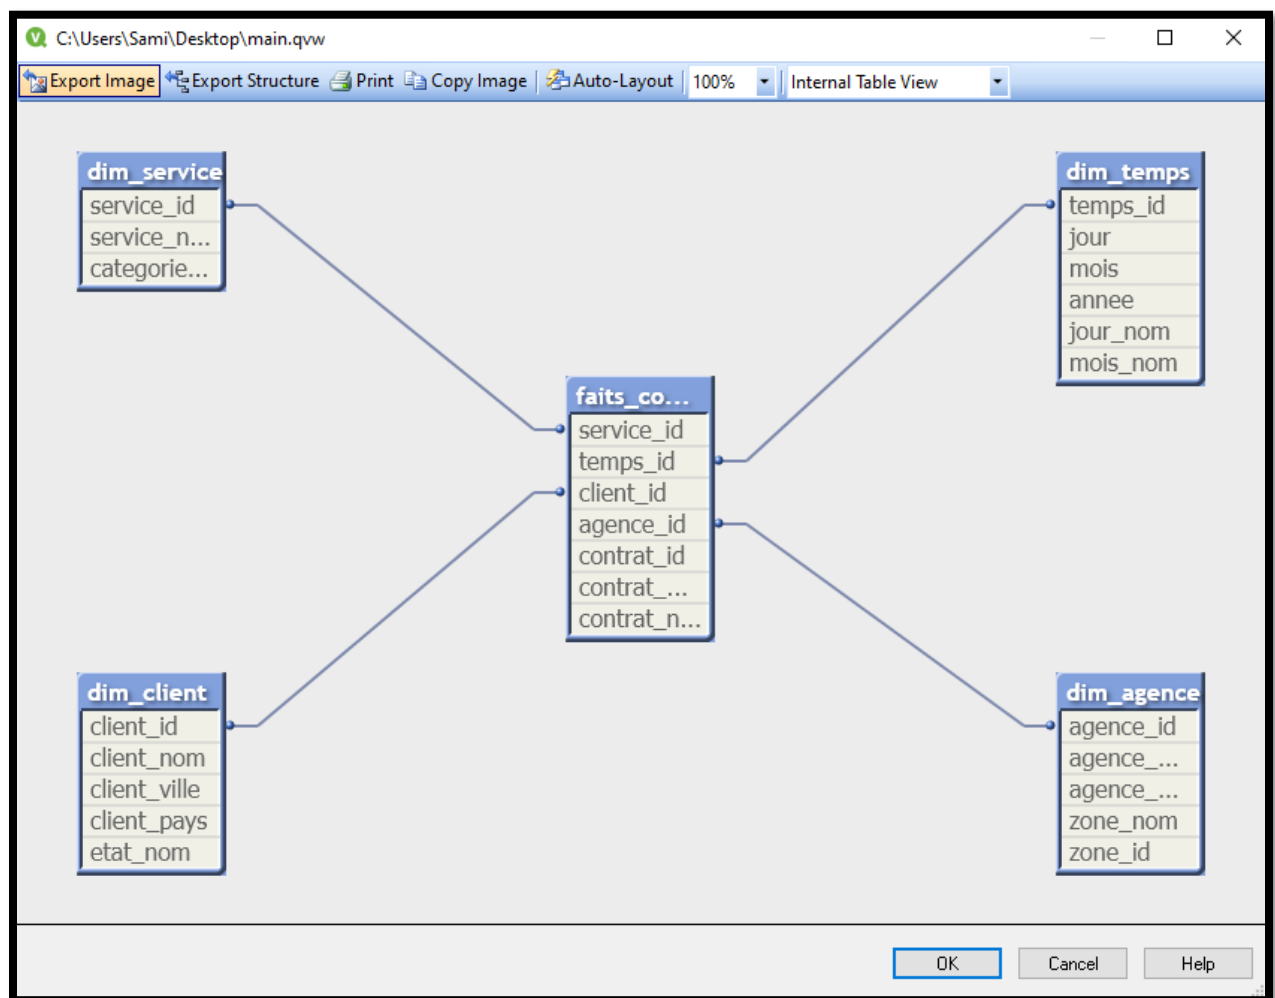 C:\Users\Sami\Desktop\main.qvw
Export Image Export Structure Print Copy Image Auto-Layout 100% Internal Table View
dim_service
service_id
service_n...
categorie...
dim_temps
temps_id
jour
mois
annee
jour_nom
mois_nom
faits_co...
service_id
temps_id
client_id
agence_id
contrat_id
contrat_...
contrat_n...
dim_client
client_id
client_nom
client_ville
client_pays
etat_nom
dim_agence
agence_id
agence_...
agence_...
zone_nom
zone_id
OK Cancel Help